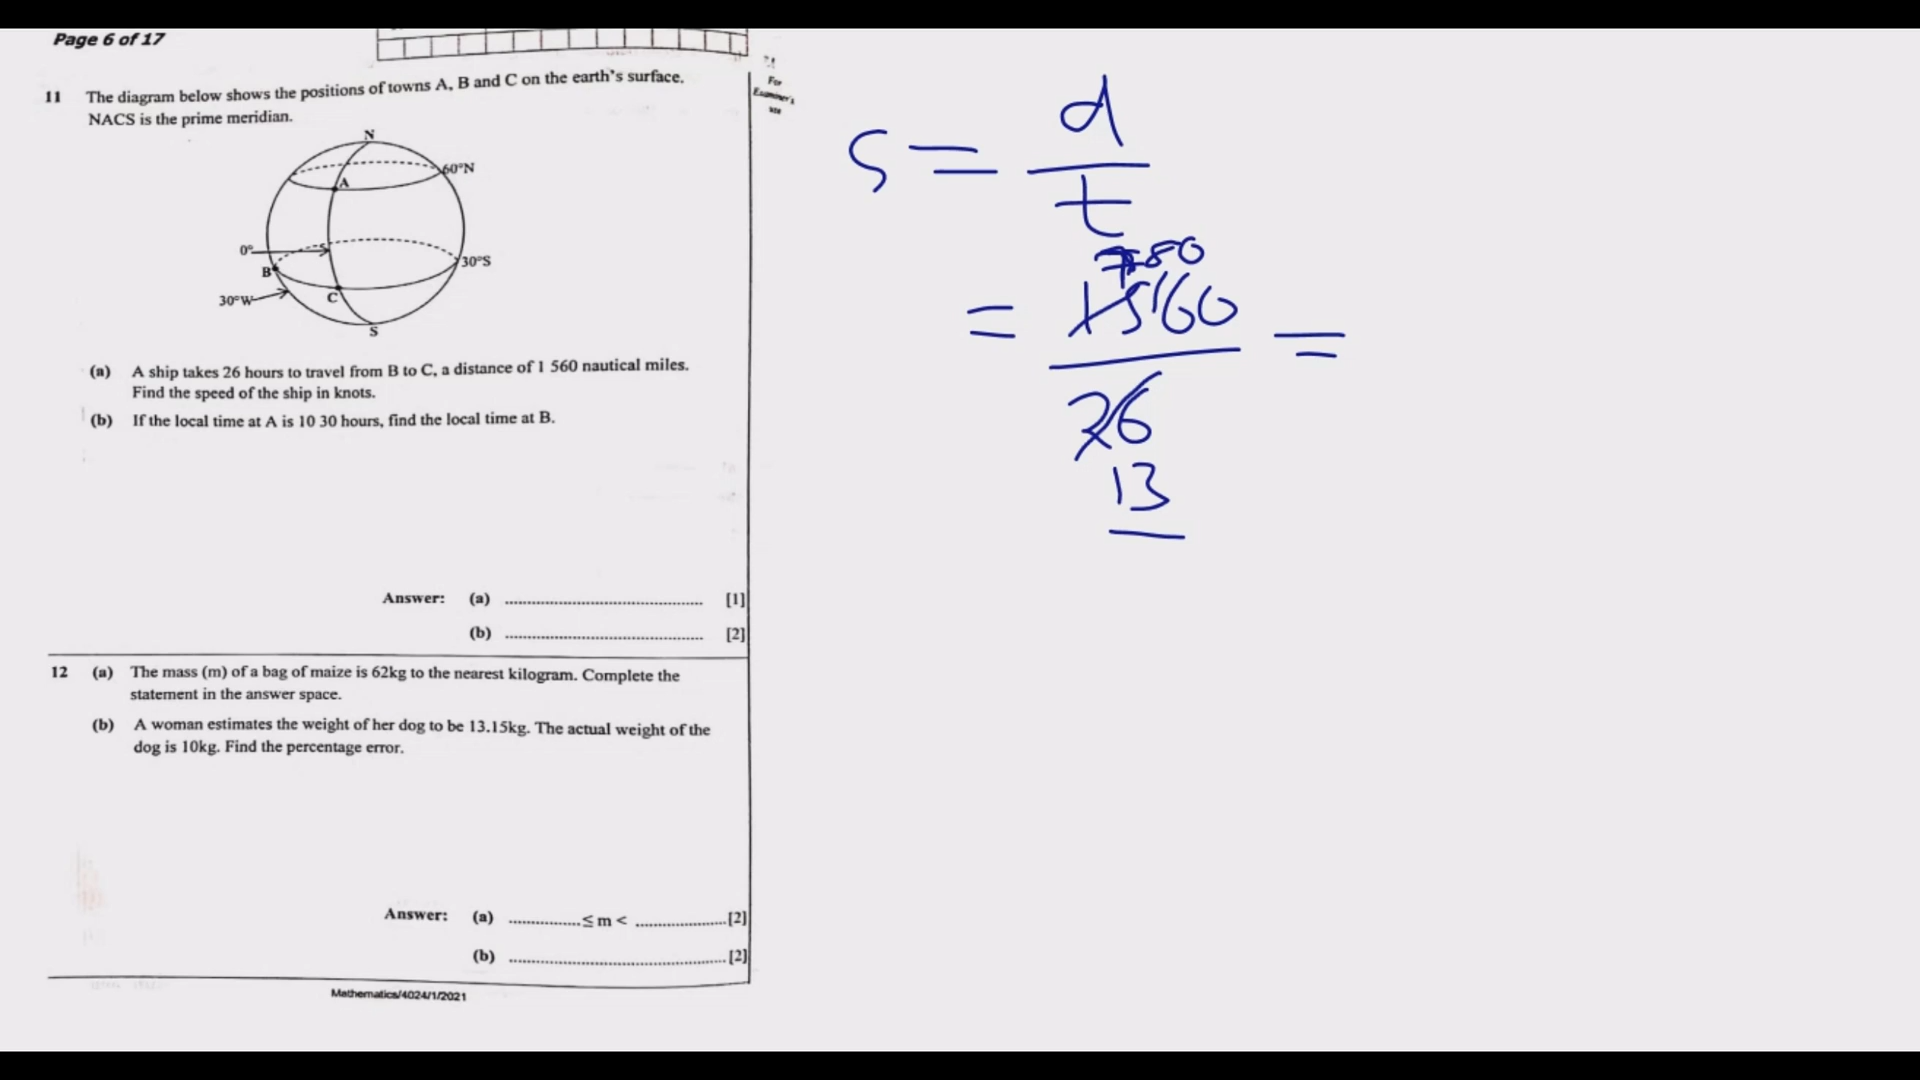 Page 6 of 17
For
Examiner's
use
11 The diagram below shows the positions of towns A, B and C on the earth's surface.
NACS is the prime meridian.
N
60°N
A
0°
B
30°S
30°W
C
S
(a) A ship takes 26 hours to travel from B to C, a distance of 1 560 nautical miles.
Find the speed of the ship in knots.
(b) If the local time at A is 10 30 hours, find the local time at B.
Answer: (a) ........................................ [1]
(b) ........................................ [2]
12 (a) The mass (m) of a bag of maize is 62kg to the nearest kilogram. Complete the
statement in the answer space.
(b) A woman estimates the weight of her dog to be 13.15kg. The actual weight of the
dog is 10kg. Find the percentage error.
Answer: (a) ..............≤ m < ..................[2]
(b) ...........................................[2]
Mathematics/4024/1/2021
S = d
t
780
= 1560 =
26
13